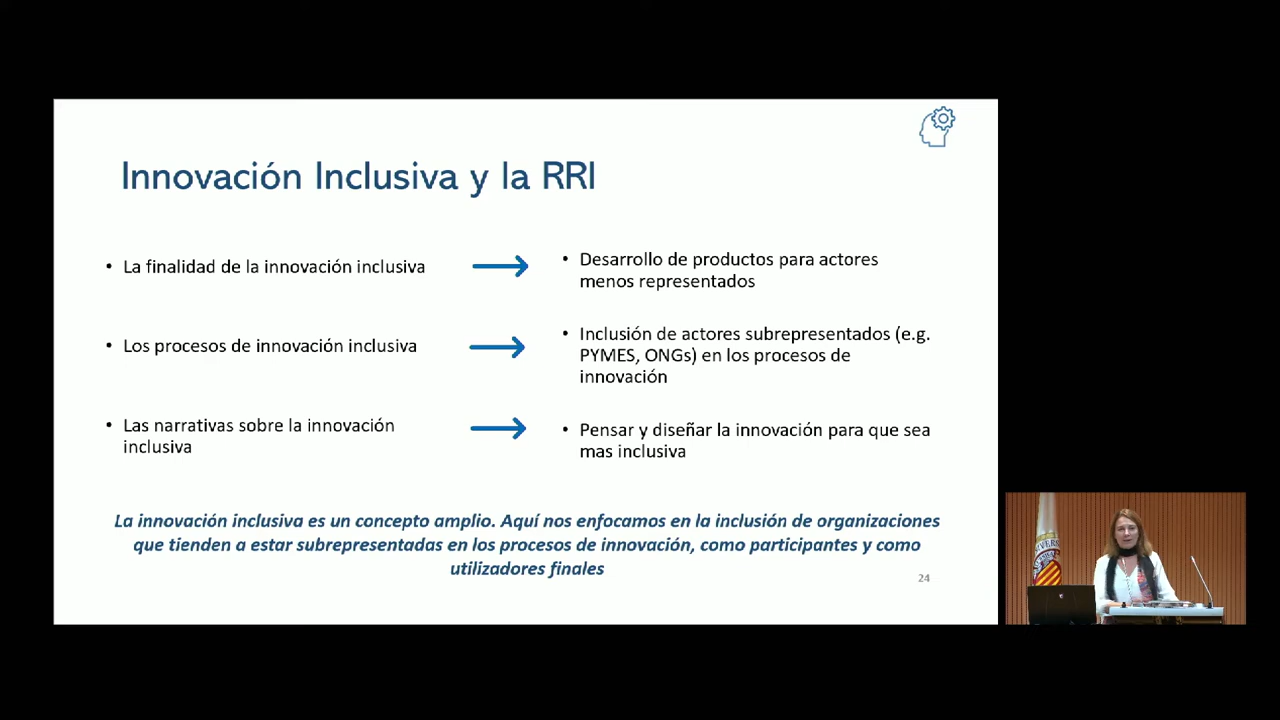 Innovación Inclusiva y la RRI
• La finalidad de la innovación inclusiva
• Desarrollo de productos para actores
menos representados
• Los procesos de innovación inclusiva
• Inclusión de actores subrepresentados (e.g.
PYMES, ONGs) en los procesos de
innovación
• Las narrativas sobre la innovación
inclusiva
• Pensar y diseñar la innovación para que sea
mas inclusiva
La innovación inclusiva es un concepto amplio. Aquí nos enfocamos en la inclusión de organizaciones
que tienden a estar subrepresentadas en los procesos de innovación, como participantes y como
utilizadores finales
24